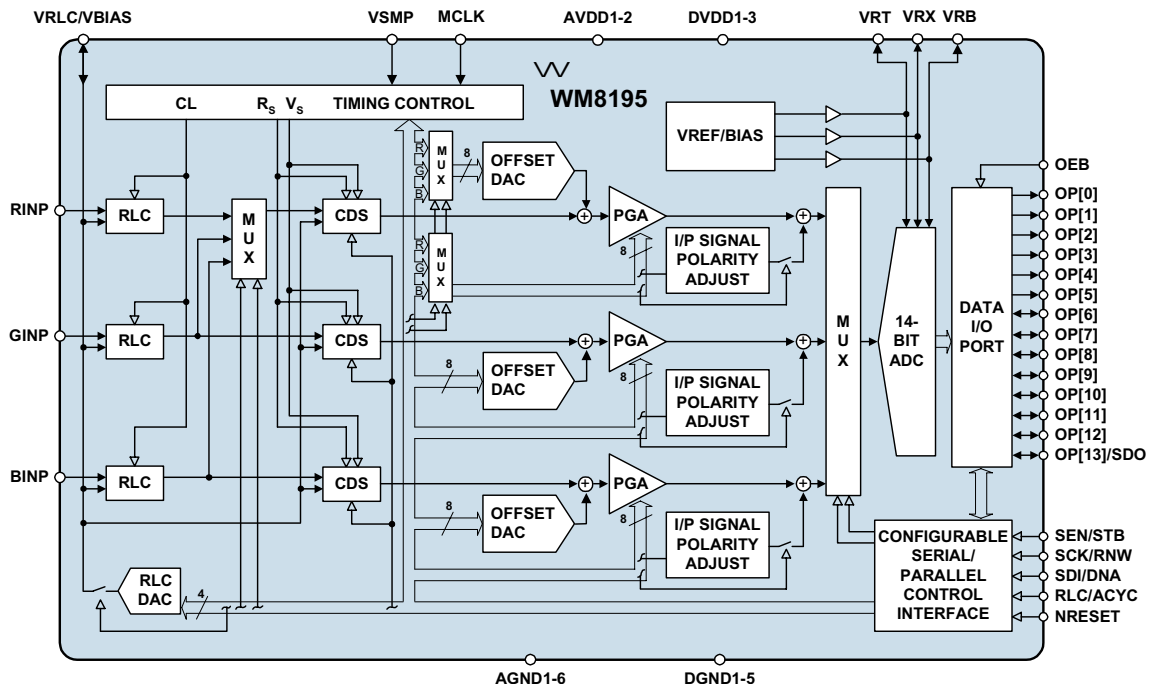 VRLC/VBIAS VSMP MCLK AVDD1-2 DVDD1-3 VRT VRX VRB
WM8195
CL RS VS TIMING CONTROL
VREF/BIAS
OEB
R
G
B
MUX
8
OFFSET
DAC
RINP
RLC
MUX
CDS
PGA
8
I/P SIGNAL
POLARITY
ADJUST
R
G
B
MUX
GINP
RLC
CDS
8
OFFSET
DAC
PGA
8
I/P SIGNAL
POLARITY
ADJUST
BINP
RLC
CDS
8
OFFSET
DAC
PGA
8
I/P SIGNAL
POLARITY
ADJUST
MUX
14-
BIT
ADC
DATA
I/O
PORT
OP[0]
OP[1]
OP[2]
OP[3]
OP[4]
OP[5]
OP[6]
OP[7]
OP[8]
OP[9]
OP[10]
OP[11]
OP[12]
OP[13]/SDO
RLC
DAC
4
CONFIGURABLE
SERIAL/
PARALLEL
CONTROL
INTERFACE
SEN/STB
SCK/RNW
SDI/DNA
RLC/ACYC
NRESET
AGND1-6 DGND1-5